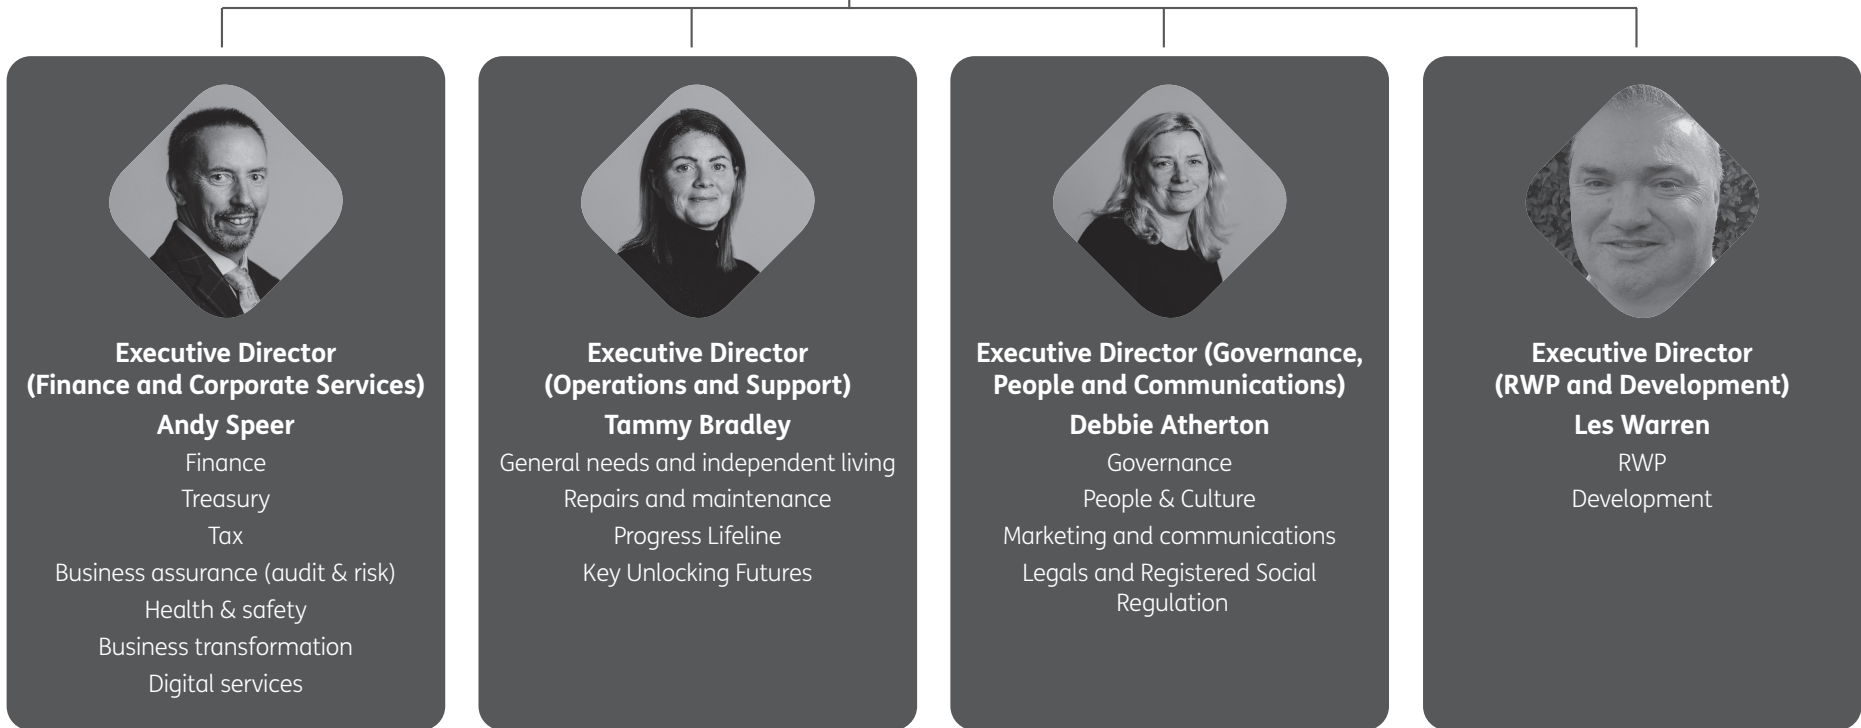 Executive Director
(Finance and Corporate Services)
Andy Speer
Finance
Treasury
Tax
Business assurance (audit & risk)
Health & safety
Business transformation
Digital services
Executive Director
(Operations and Support)
Tammy Bradley
General needs and independent living
Repairs and maintenance
Progress Lifeline
Key Unlocking Futures
Executive Director (Governance,
People and Communications)
Debbie Atherton
Governance
People & Culture
Marketing and communications
Legals and Registered Social
Regulation
Executive Director
(RWP and Development)
Les Warren
RWP
Development